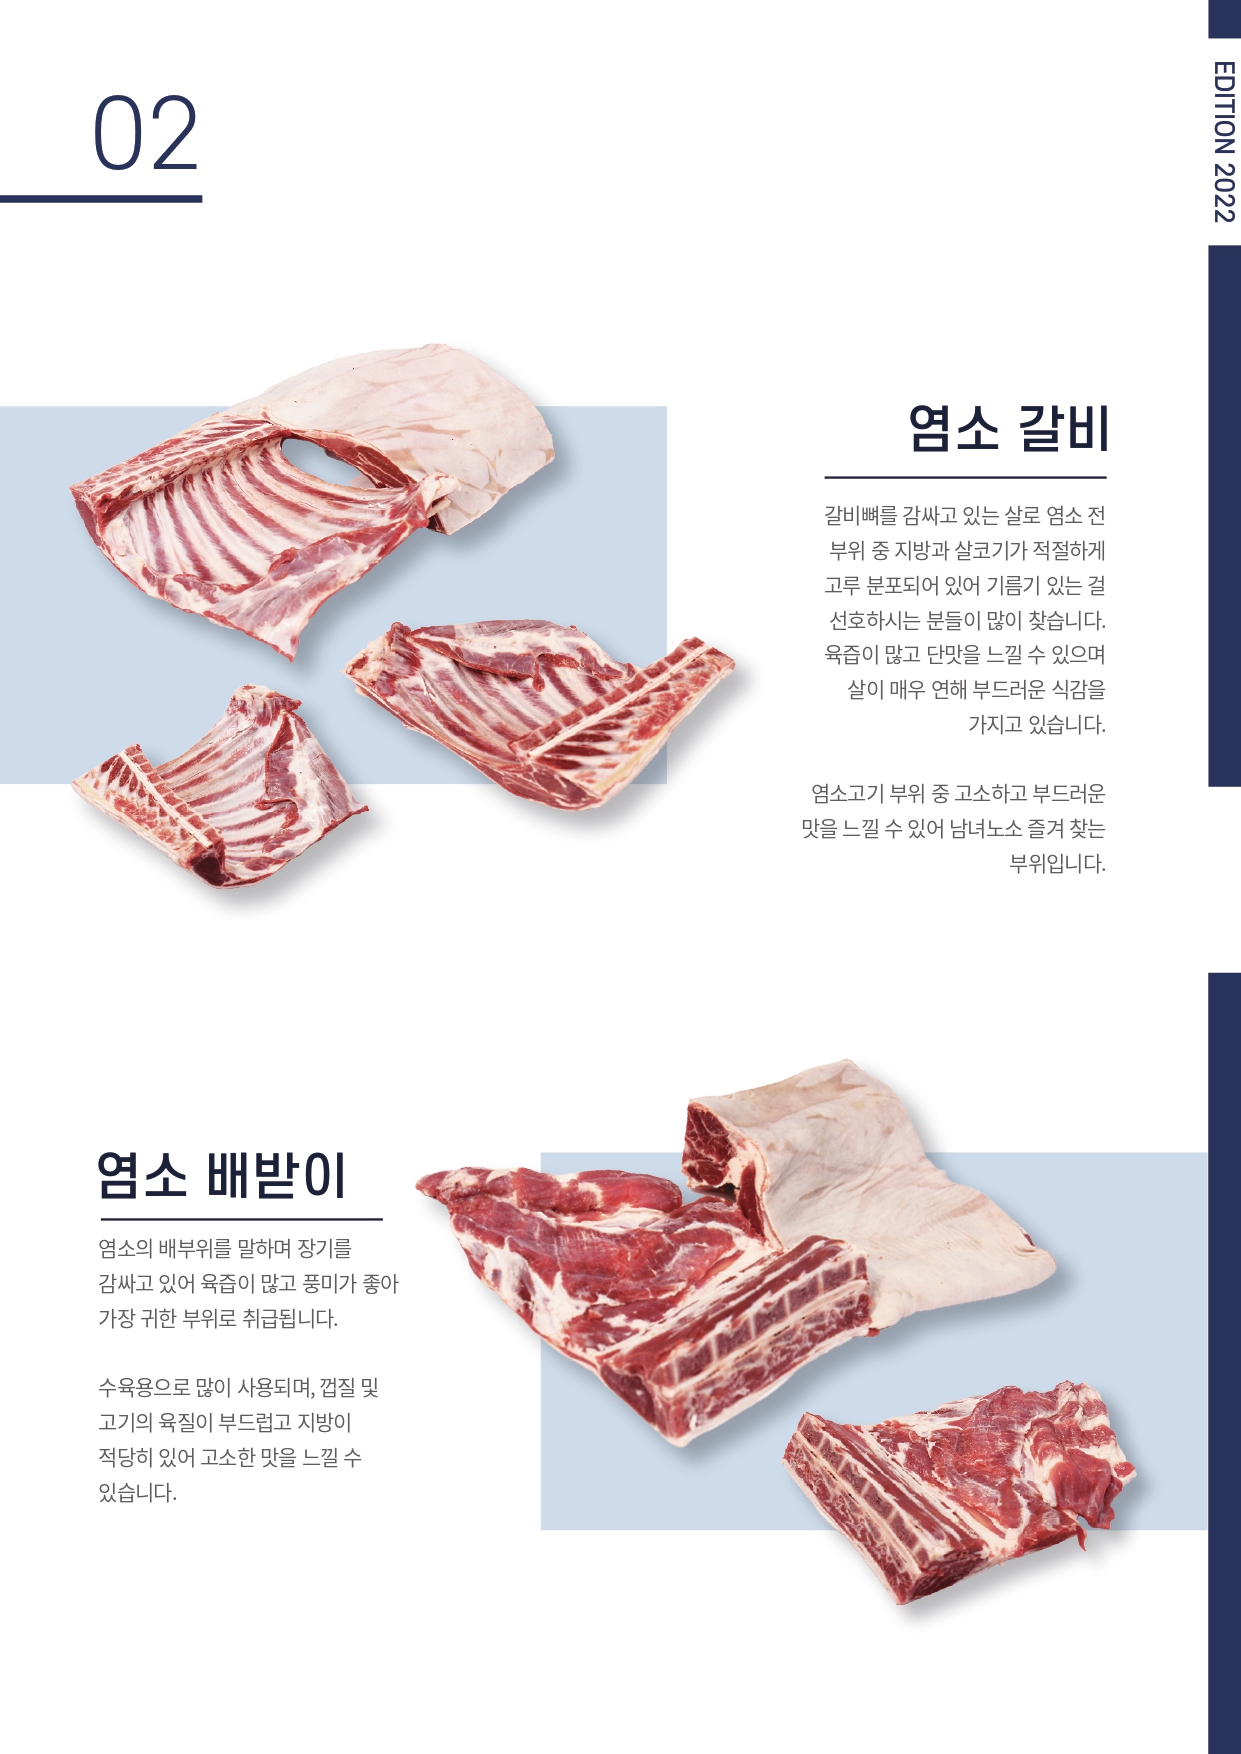 02
EDITION 2022
염소 갈비
갈비뼈를 감싸고 있는 살로 염소 전
부위 중 지방과 살코기가 적절하게
고루 분포되어 있어 기름기 있는 걸
선호하시는 분들이 많이 찾습니다.
육즙이 많고 단맛을 느낄 수 있으며
살이 매우 연해 부드러운 식감을
가지고 있습니다.
염소고기 부위 중 고소하고 부드러운
맛을 느낄 수 있어 남녀노소 즐겨 찾는
부위입니다.
염소 배받이
염소의 배부위를 말하며 장기를
감싸고 있어 육즙이 많고 풍미가 좋아
가장 귀한 부위로 취급됩니다.
수육용으로 많이 사용되며, 껍질 및
고기의 육질이 부드럽고 지방이
적당히 있어 고소한 맛을 느낄 수
있습니다.